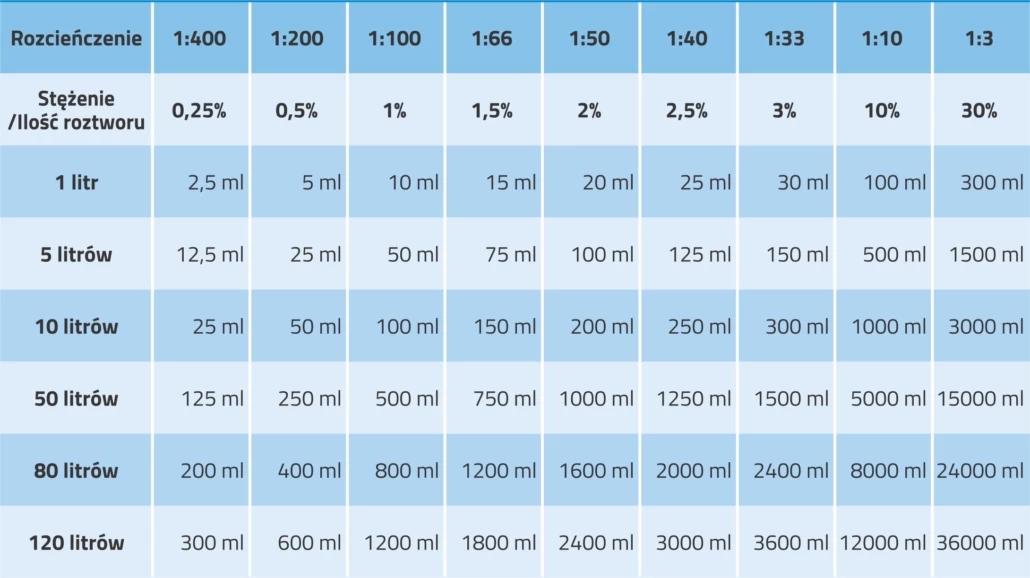 Rozcieńczenie 1:400 1:200 1:100 1:66 1:50 1:40 1:33 1:10 1:3
Stężenie
/Ilość roztworu 0,25% 0,5% 1% 1,5% 2% 2,5% 3% 10% 30%
1 litr 2,5 ml 5 ml 10 ml 15 ml 20 ml 25 ml 30 ml 100 ml 300 ml
5 litrów 12,5 ml 25 ml 50 ml 75 ml 100 ml 125 ml 150 ml 500 ml 1500 ml
10 litrów 25 ml 50 ml 100 ml 150 ml 200 ml 250 ml 300 ml 1000 ml 3000 ml
50 litrów 125 ml 250 ml 500 ml 750 ml 1000 ml 1250 ml 1500 ml 5000 ml 15000 ml
80 litrów 200 ml 400 ml 800 ml 1200 ml 1600 ml 2000 ml 2400 ml 8000 ml 24000 ml
120 litrów 300 ml 600 ml 1200 ml 1800 ml 2400 ml 3000 ml 3600 ml 12000 ml 36000 ml